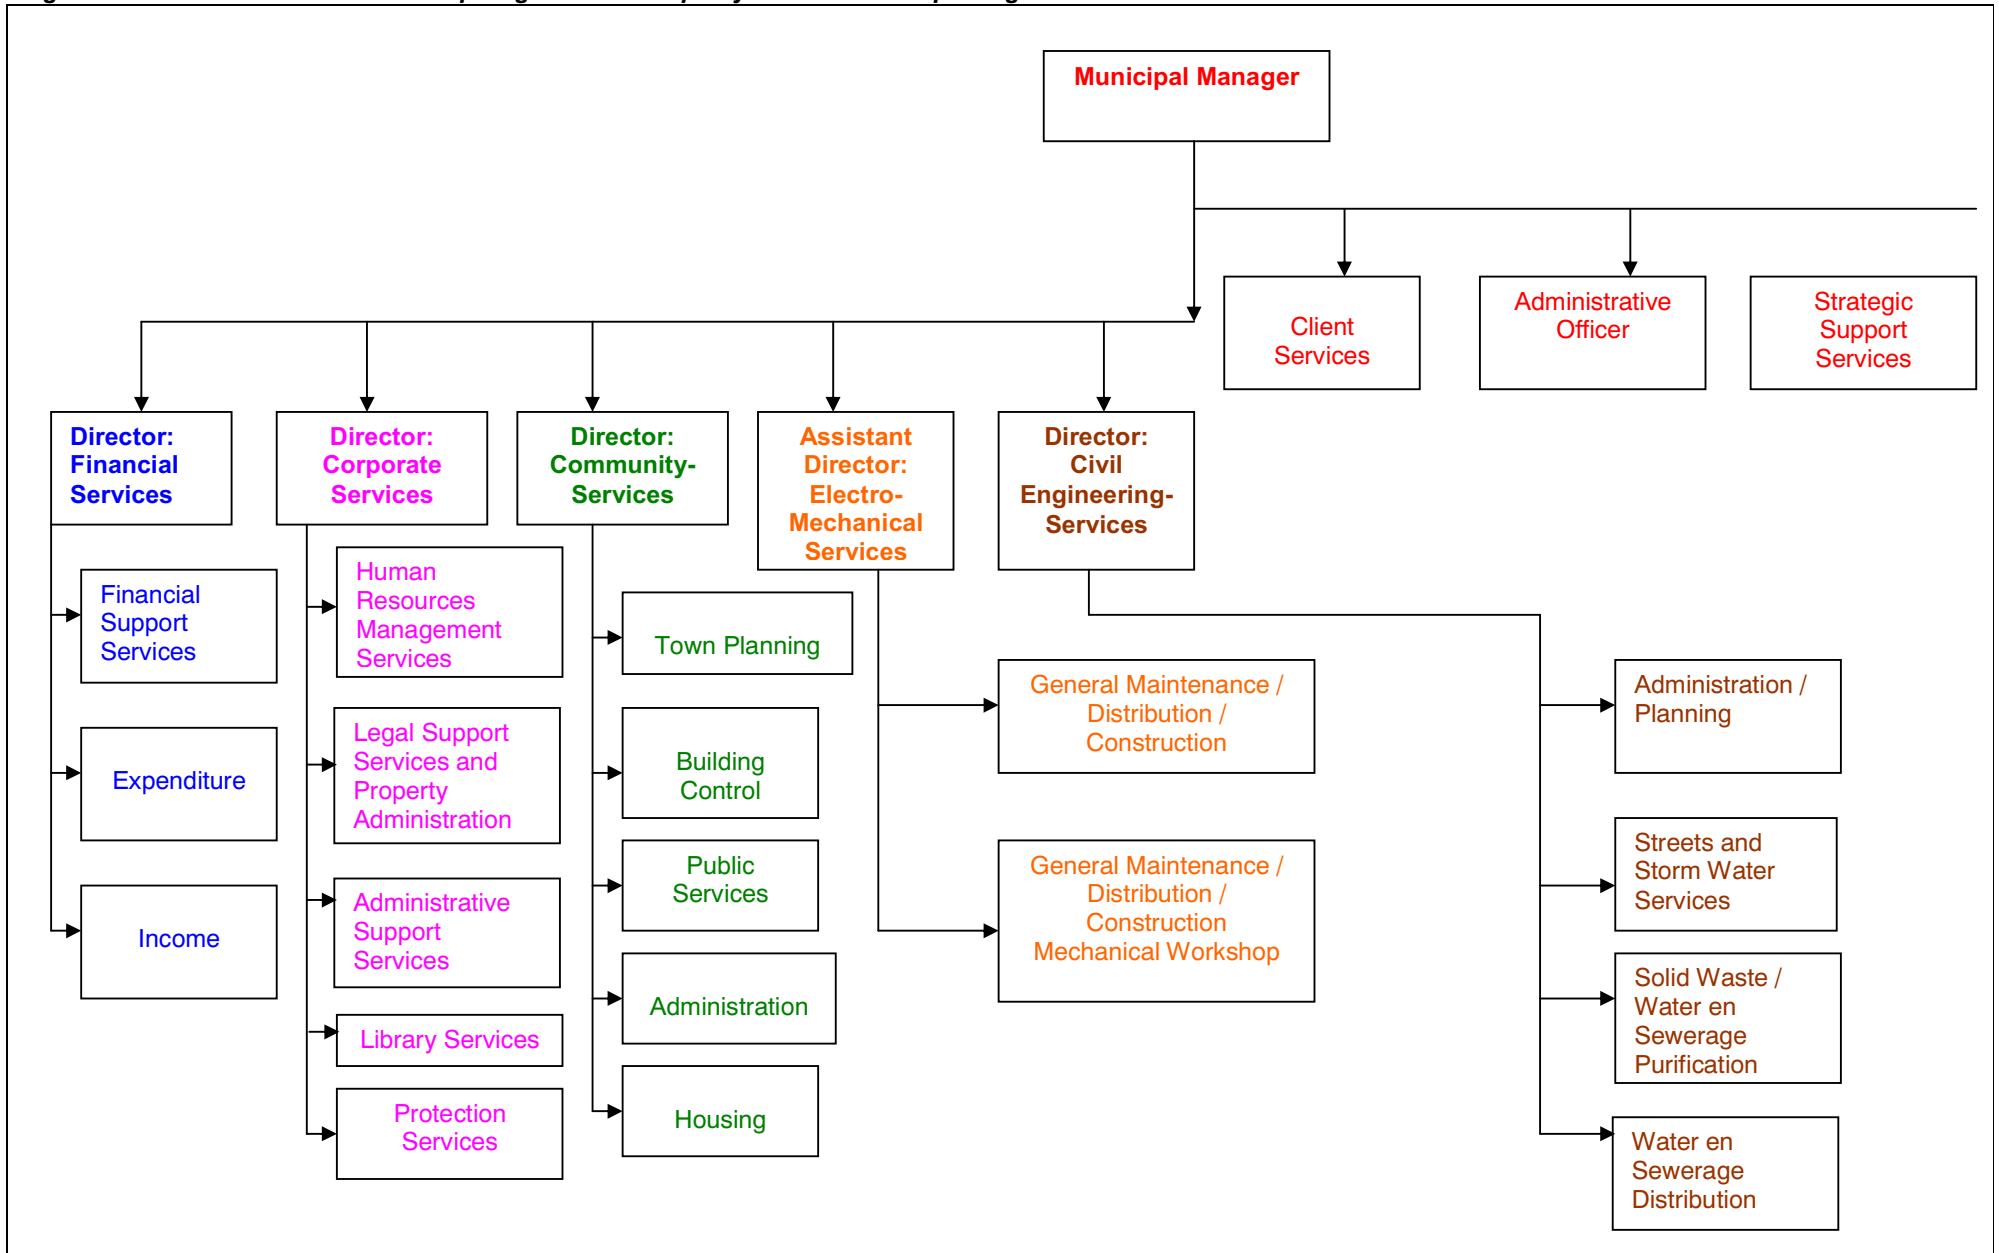 Municipal Manager
Client
Services
Administrative
Officer
Strategic
Support
Services
Director:
Financial
Services
Director:
Corporate
Services
Director:
Community-
Services
Assistant
Director:
Electro-
Mechanical
Services
Director:
Civil
Engineering-
Services
Financial
Support
Services
Expenditure
Income
Human
Resources
Management
Services
Legal Support
Services and
Property
Administration
Administrative
Support
Services
Library Services
Protection
Services
Town Planning
Building
Control
Public
Services
Administration
Housing
General Maintenance /
Distribution /
Construction
General Maintenance /
Distribution /
Construction
Mechanical Workshop
Administration /
Planning
Streets and
Storm Water
Services
Solid Waste /
Water en
Sewerage
Purification
Water en
Sewerage
Distribution